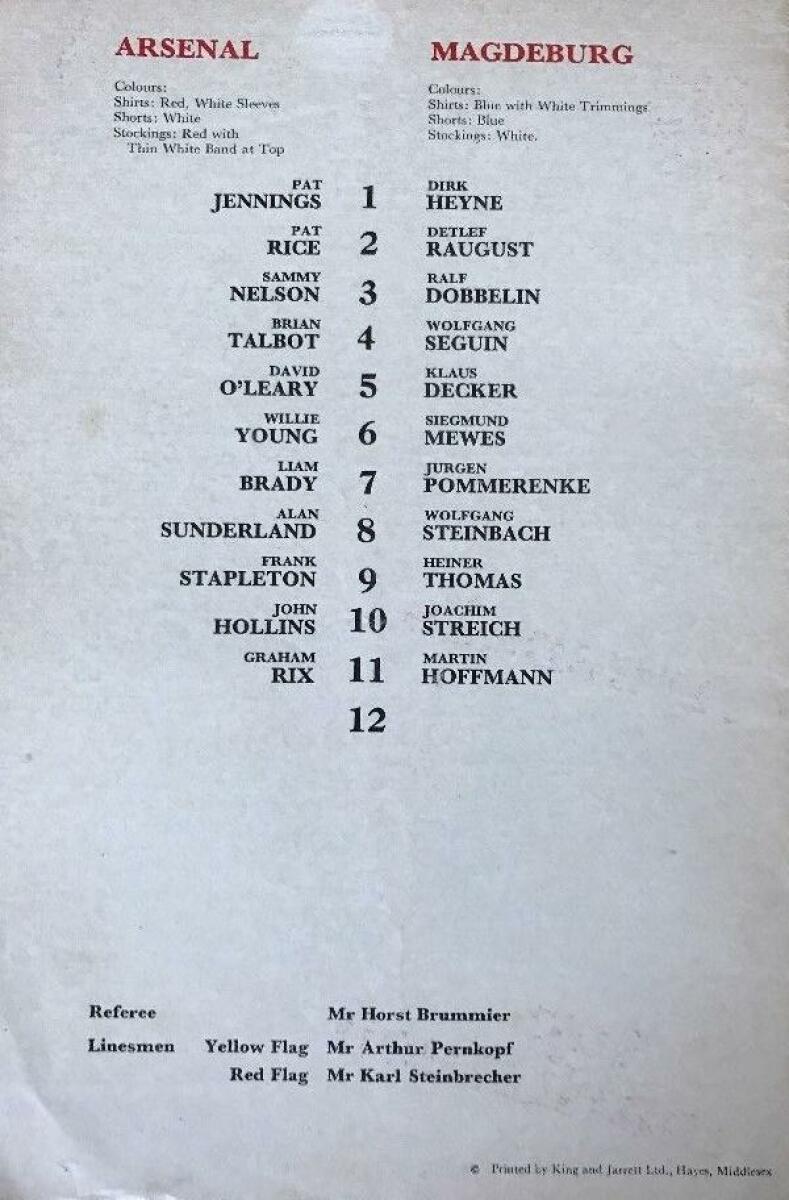 ARSENAL MAGDEBURG
Colours: Colours:
Shirts: Red, White Sleeves Shirts: Blue with White Trimmings
Shorts: White Shorts: Blue
Stockings: Red with Stockings: White.
Thin White Band at Top
PAT DIRK
JENNINGS 1 HEYNE
PAT DETLEF
RICE 2 RAUGUST
SAMMY RALF
NELSON 3 DOBBELIN
BRIAN WOLFGANG
TALBOT 4 SEGUIN
DAVID KLAUS
O'LEARY 5 DECKER
WILLIE SIEGMUND
YOUNG 6 MEWES
LIAM JURGEN
BRADY 7 POMMERENKE
ALAN WOLFGANG
SUNDERLAND 8 STEINBACH
FRANK HEINER
STAPLETON 9 THOMAS
JOHN JOACHIM
HOLLINS 10 STREICH
GRAHAM MARTIN
RIX 11 HOFFMANN
12
Referee Mr Horst Brummier
Linesmen Yellow Flag Mr Arthur Pernkopf
Red Flag Mr Karl Steinbrecher
© Printed by King and Jarrett Ltd., Hayes, Middlesex